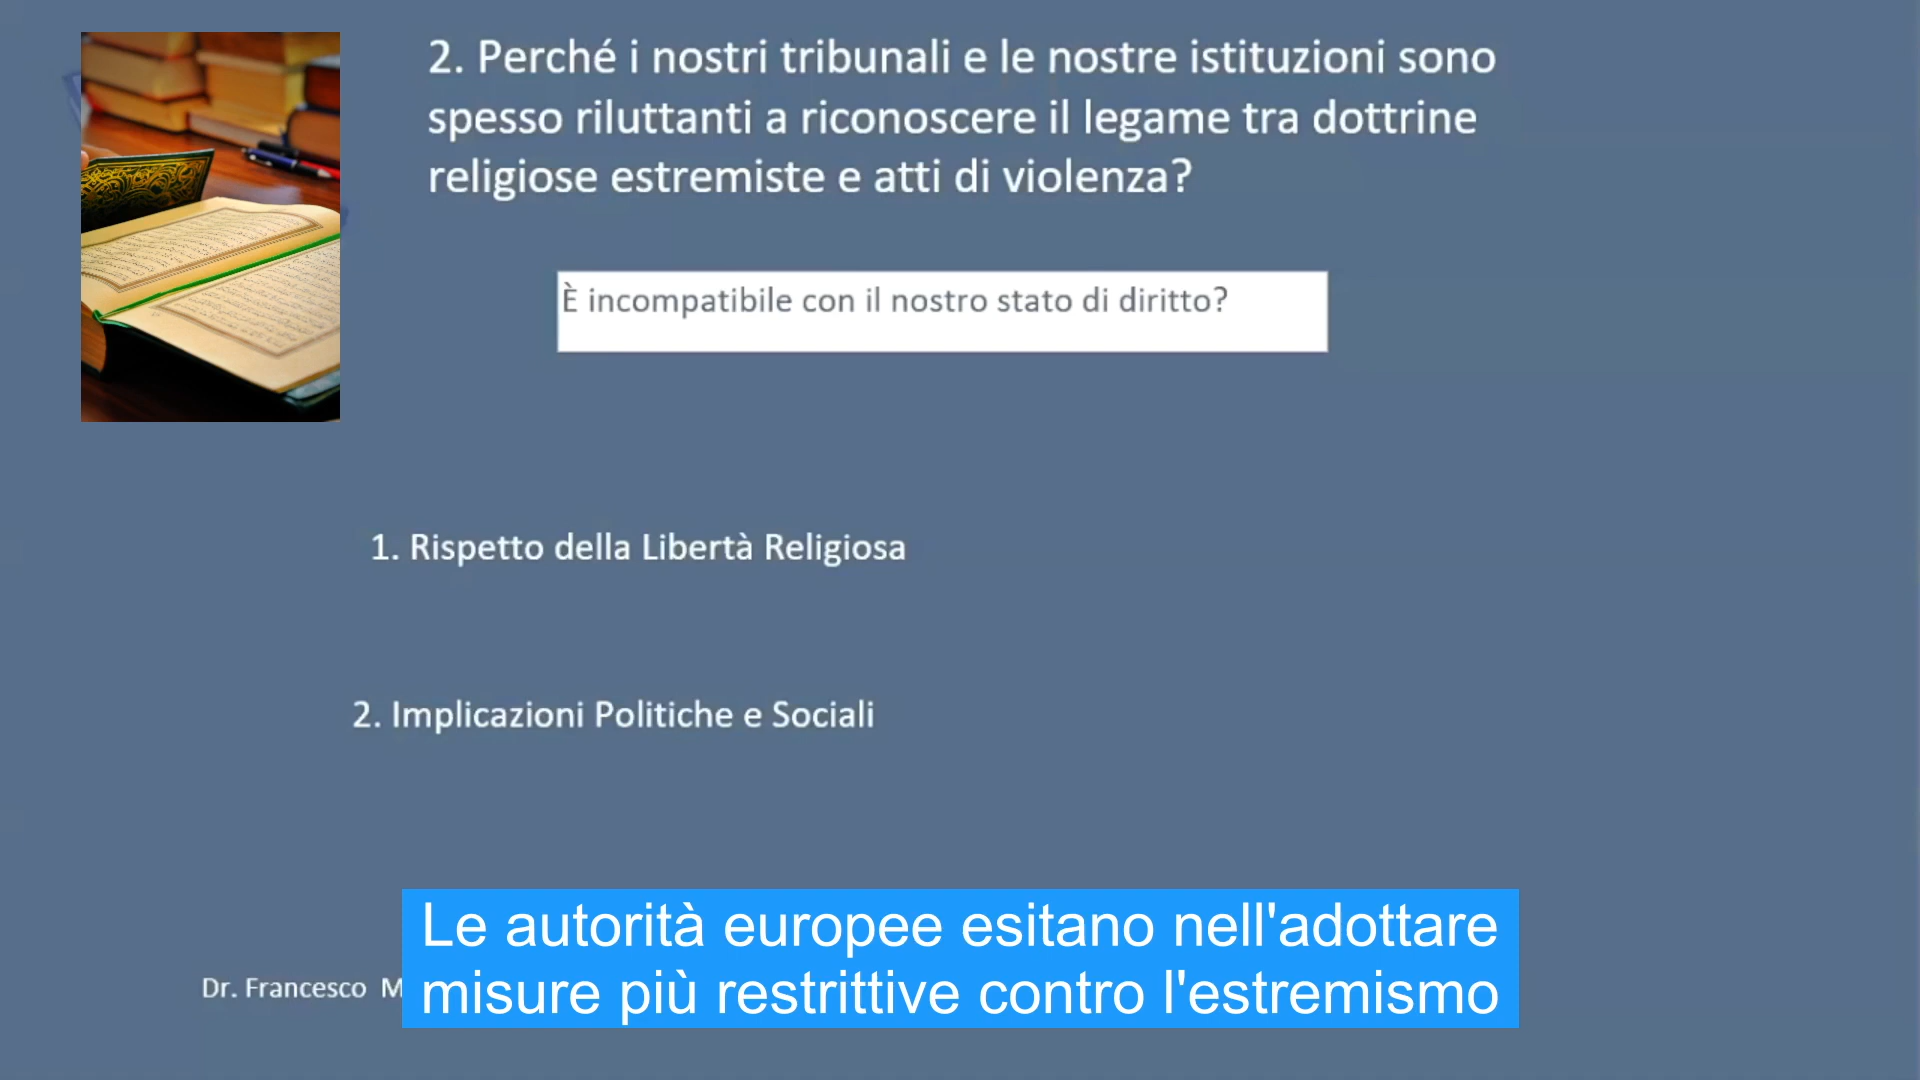 2. Perché i nostri tribunali e le nostre istituzioni sono
spesso riluttanti a riconoscere il legame tra dottrine
religiose estremiste e atti di violenza?
È incompatibile con il nostro stato di diritto?
1. Rispetto della Libertà Religiosa
2. Implicazioni Politiche e Sociali
Le autorità europee esitano nell'adottare
misure più restrittive contro l'estremismo
Dr. Francesco M